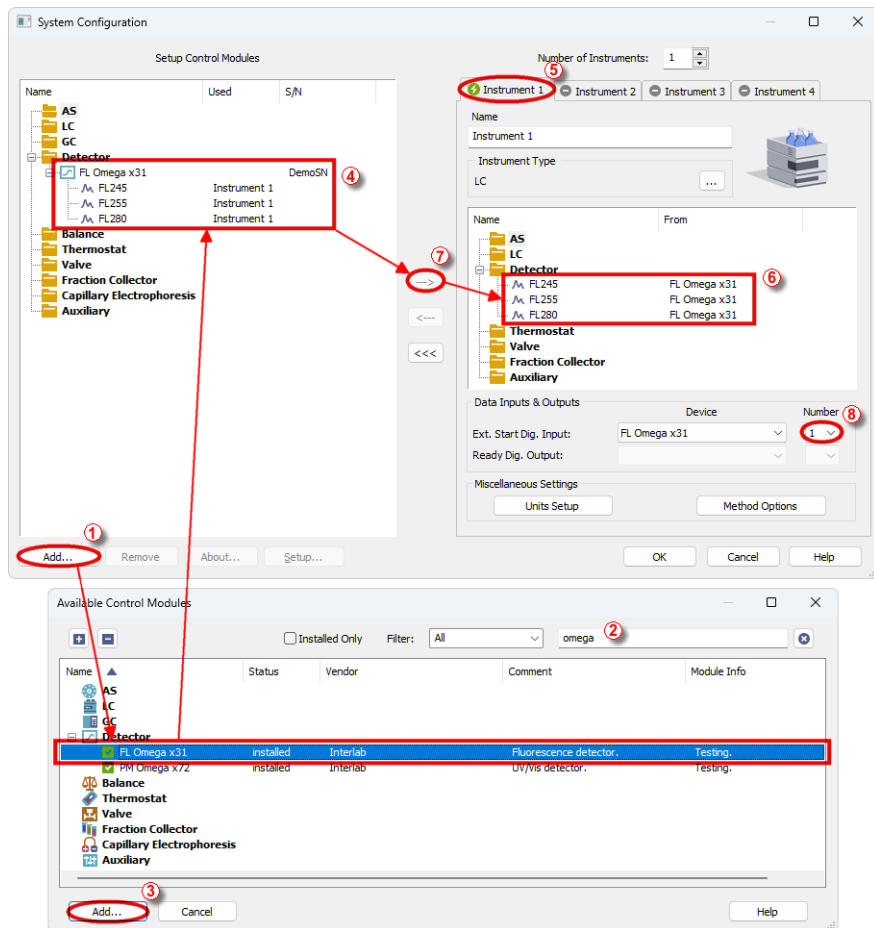 System Configuration
Setup Control Modules
Number of Instruments: 1
5
Name Used S/N
AS
LC
GC
Detector
FL Omega x31 DemoSN
FL245 Instrument 1
FL255 Instrument 1
FL280 Instrument 1
Balance
Thermostat
Valve
Fraction Collector
Capillary Electrophoresis
Auxiliary
4
7
--->
<---
<<<
Instrument 1 Instrument 2 Instrument 3 Instrument 4
Name
Instrument 1
Instrument Type
LC ...
Name From
AS
LC
Detector
FL245 FL Omega x31
FL255 FL Omega x31
FL280 FL Omega x31
Thermostat
Valve
Fraction Collector
Auxiliary
6
Data Inputs & Outputs
Device Number
8
Ext. Start Dig. Input: FL Omega x31 1
Ready Dig. Output:
Miscellaneous Settings
Units Setup Method Options
1
Add... Remove About... Setup...
OK Cancel Help
Available Control Modules
Installed Only Filter: All omega
2
Name Status Vendor Comment Module Info
AS
LC
GC
Detector
FL Omega x31 installed Interlab Fluorescence detector. Testing.
PM Omega x72 installed Interlab UV/Vis detector. Testing.
Balance
Thermostat
Valve
Fraction Collector
Capillary Electrophoresis
Auxiliary
3
Add... Cancel Help